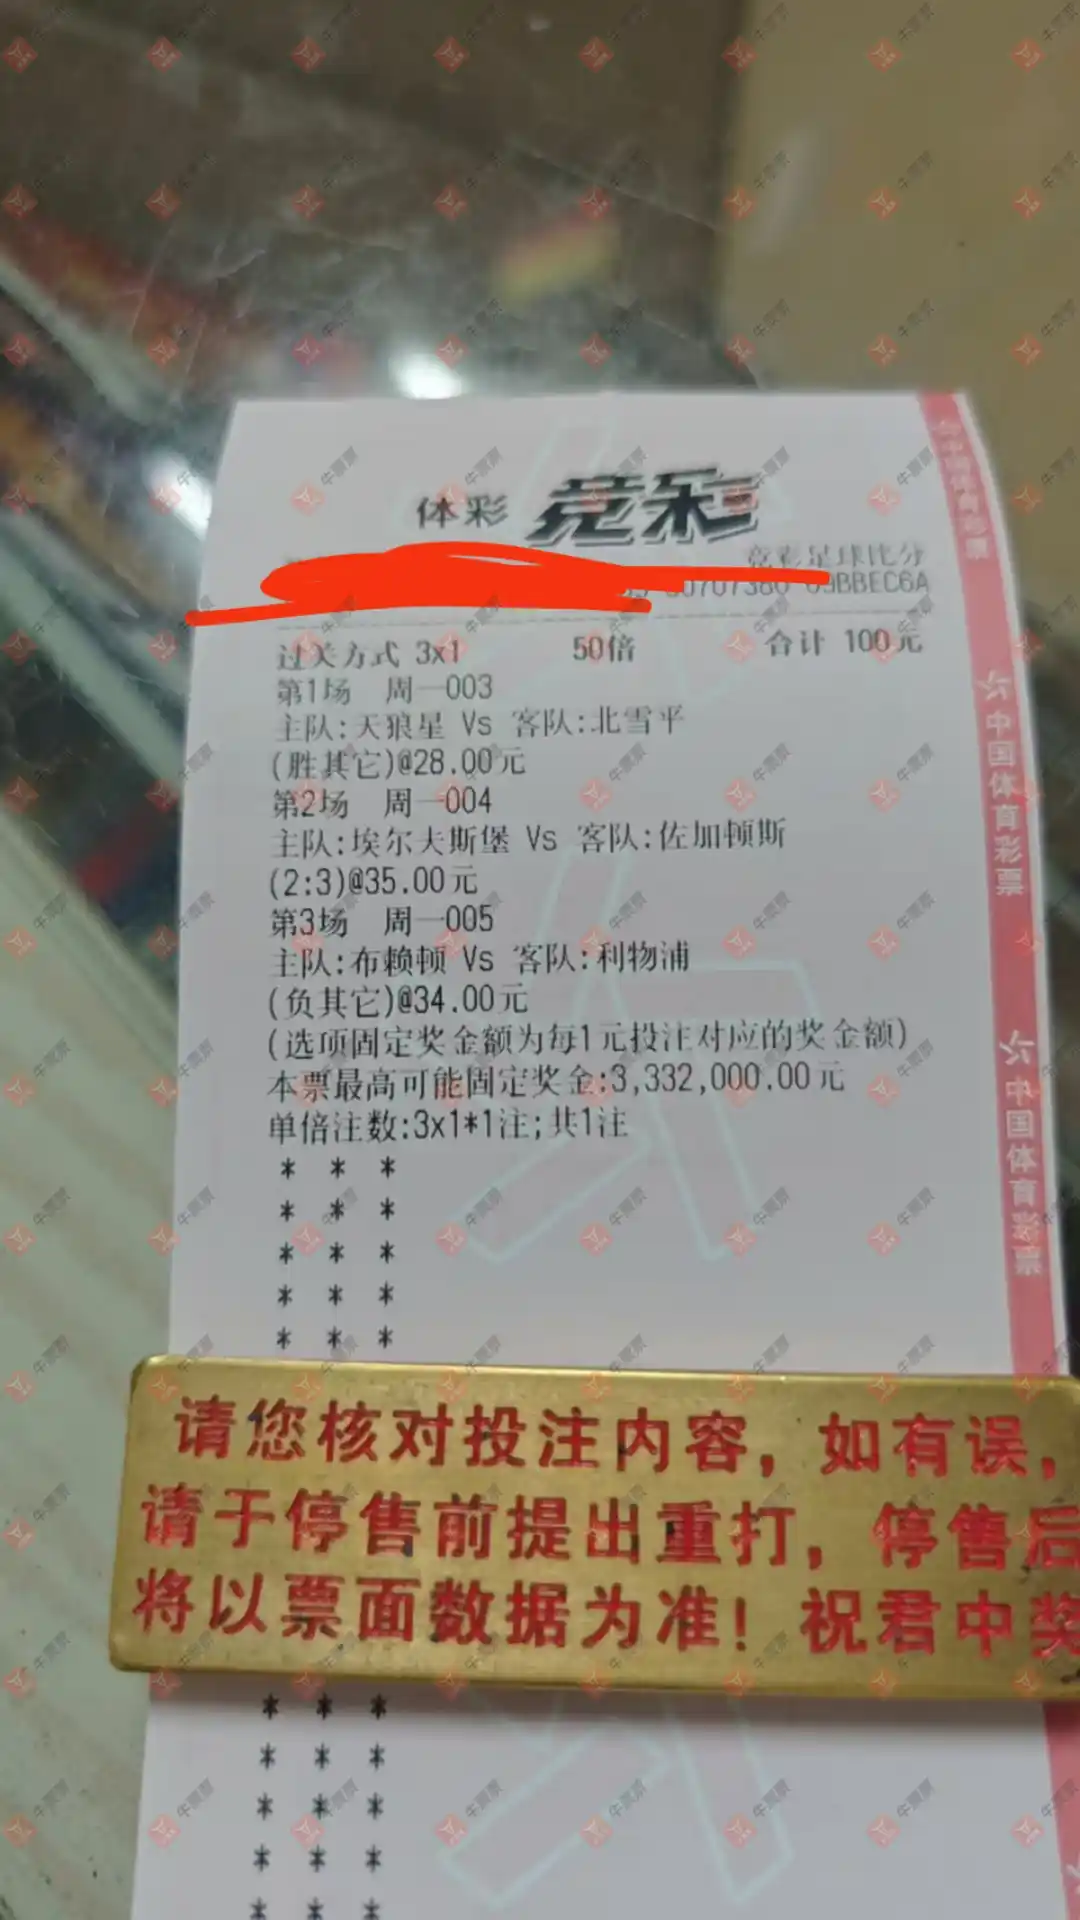 体彩 竞彩
竞彩足球比分
过关方式 3x1 50倍 合计 100元
第1场 周一003
主队:天狼星 Vs 客队:北雪平
(胜其它)@28.00元
第2场 周一004
主队:埃尔夫斯堡 Vs 客队:佐加顿斯
(2:3)@35.00元
第3场 周一005
主队:布赖顿 Vs 客队:利物浦
(负其它)@34.00元
(选项固定奖金额为每1元投注对应的奖金额)
本票最高可能固定奖金:3,332,000.00元
单倍注数:3x1*1注;共1注
* * *
* * *
* * *
* * *
* * *
请您核对投注内容，如有误，
请于停售前提出重打，停售后
将以票面数据为准！祝君中奖
* * *
* * *
* * *
* * *
* * *
中国体育彩票
中国体育彩票
中国体育彩票
牛票票